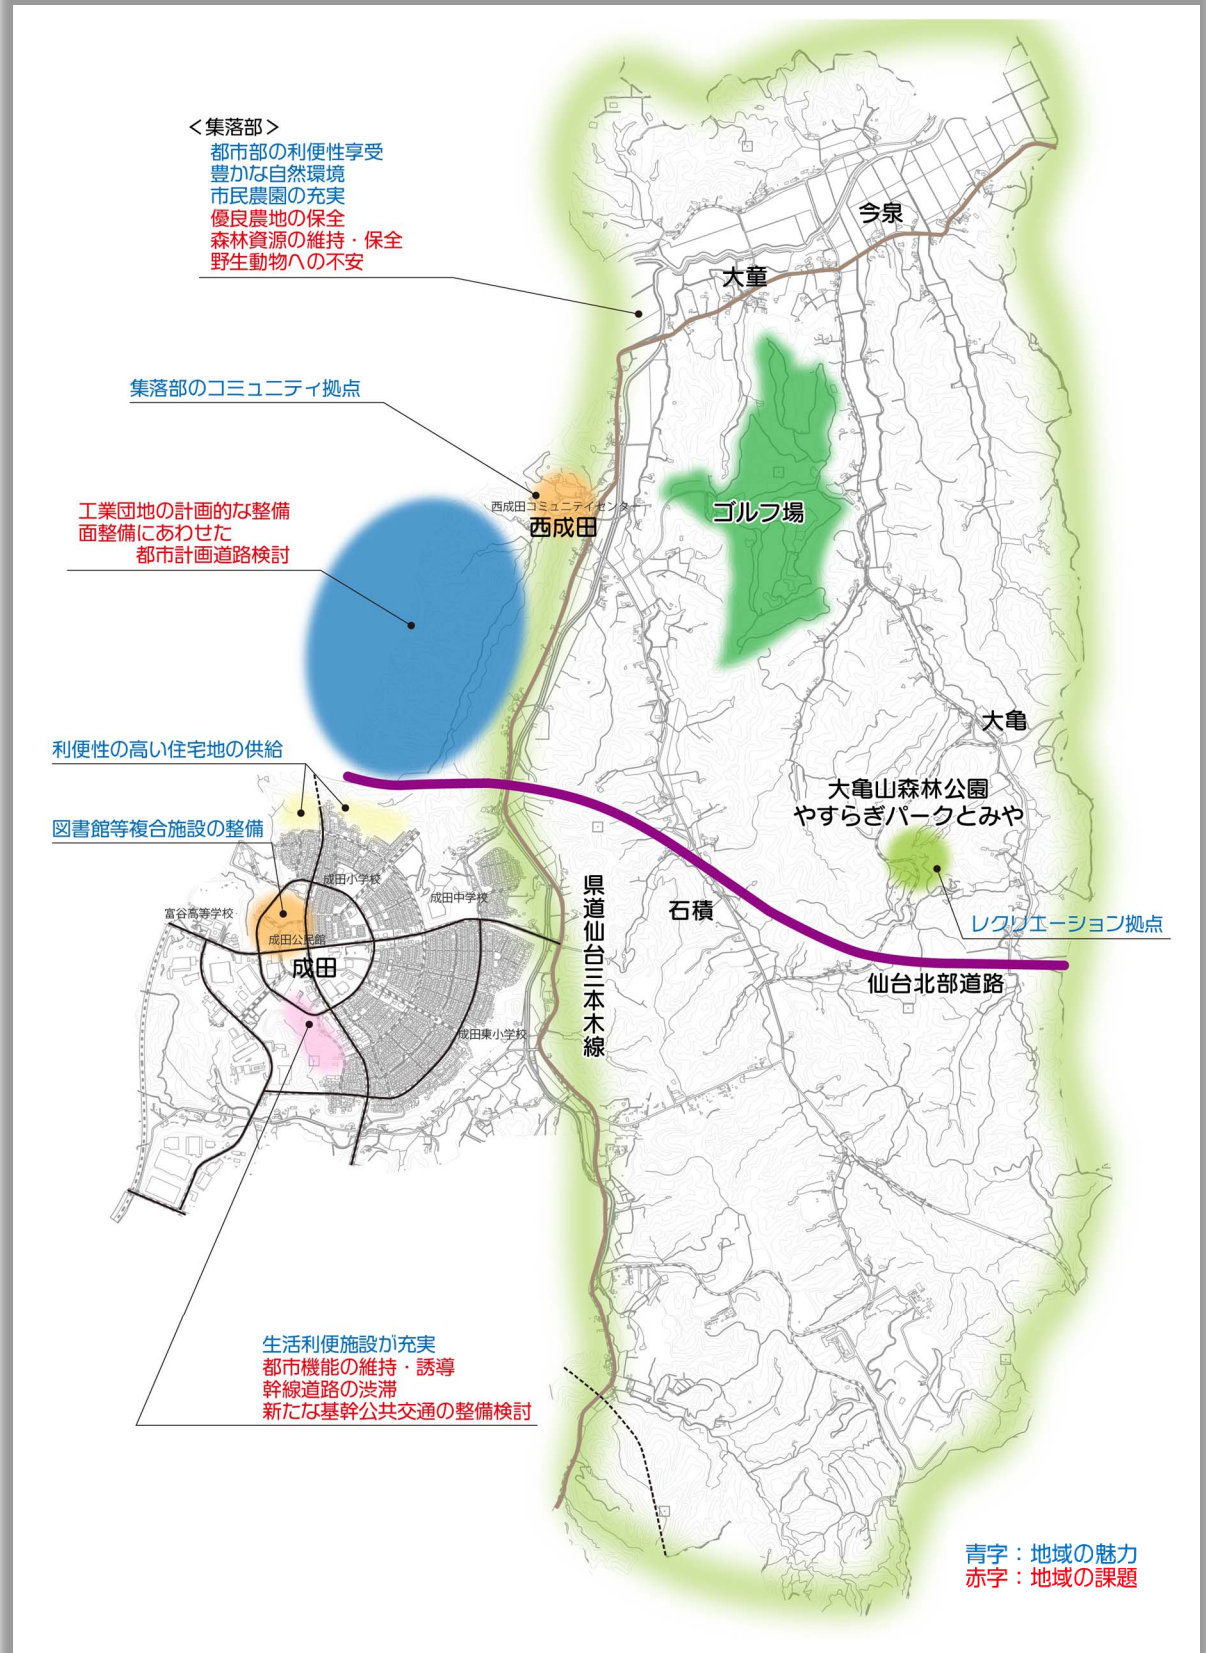 ＜集落部＞
都市部の利便性享受
豊かな自然環境
市民農園の充実
優良農地の保全
森林資源の維持・保全
野生動物への不安
今泉
大童
集落部のコミュニティ拠点
西成田コミュニティセンター
西成田
ゴルフ場
工業団地の計画的な整備
面整備にあわせた
都市計画道路検討
大亀
利便性の高い住宅地の供給
大亀山森林公園
やすらぎパークとみや
図書館等複合施設の整備
成田小学校
成田中学校
富谷高等学校
成田公民館
成田
県道仙台三本木線
石積
レクリエーション拠点
仙台北部道路
成田東小学校
生活利便施設が充実
都市機能の維持・誘導
幹線道路の渋滞
新たな基幹公共交通の整備検討
青字：地域の魅力
赤字：地域の課題